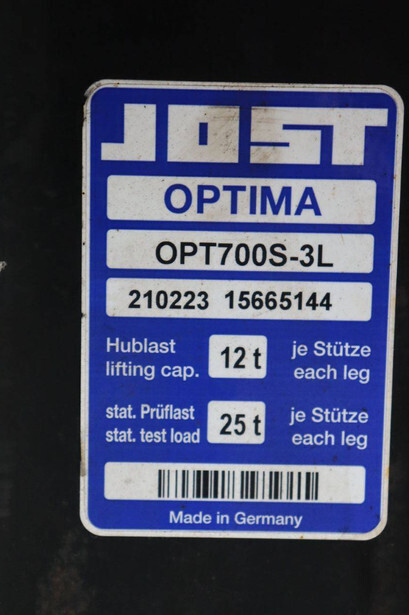 JOST
OPTIMA
OPT700S-3L
210223 15665144
Hublast 12 t je Stütze
lifting cap. each leg
stat. Prüflast 25 t je Stütze
stat. test load each leg
Made in Germany